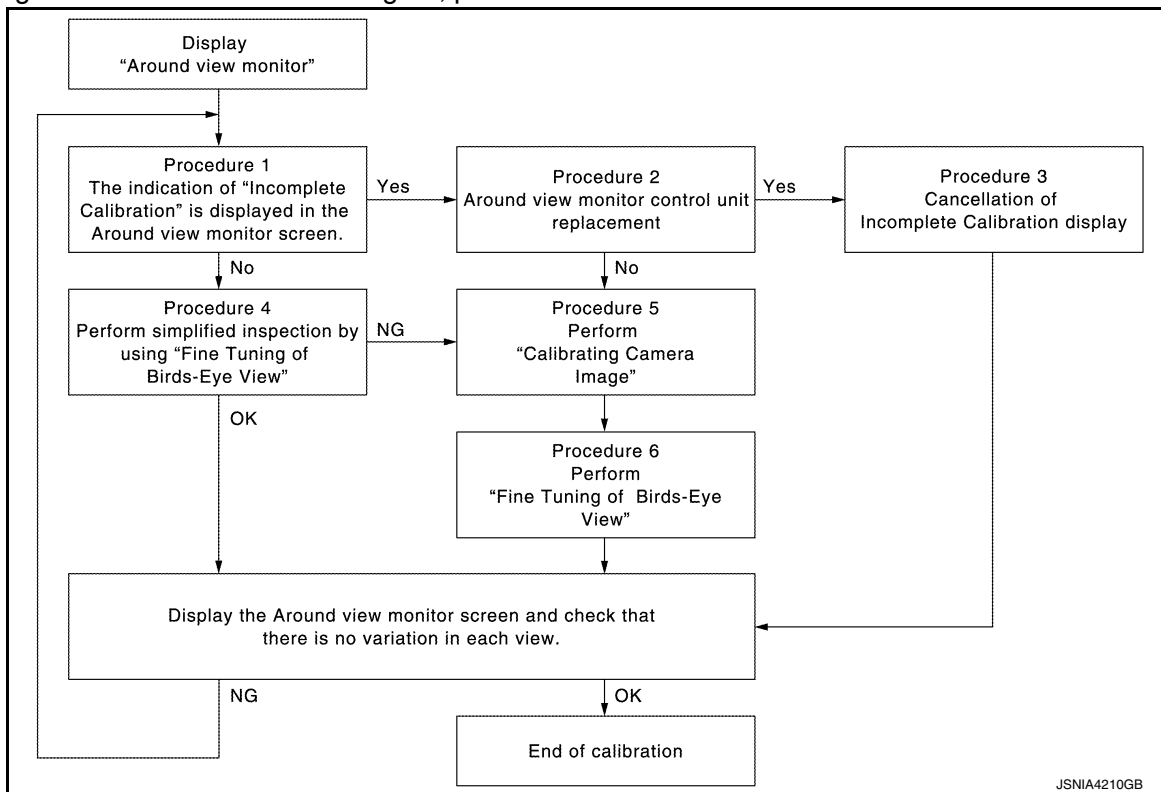 Display
“Around view monitor”
Procedure 1
The indication of “Incomplete
Calibration” is displayed in the
Around view monitor screen.
Yes
Procedure 2
Around view monitor control unit
replacement
Yes
Procedure 3
Cancellation of
Incomplete Calibration display
No
No
Procedure 4
Perform simplified inspection by
using “Fine Tuning of
Birds-Eye View”
NG
Procedure 5
Perform
“Calibrating Camera
Image”
OK
Procedure 6
Perform
“Fine Tuning of Birds-Eye
View”
Display the Around view monitor screen and check that
there is no variation in each view.
NG
OK
End of calibration
JSNIA4210GB